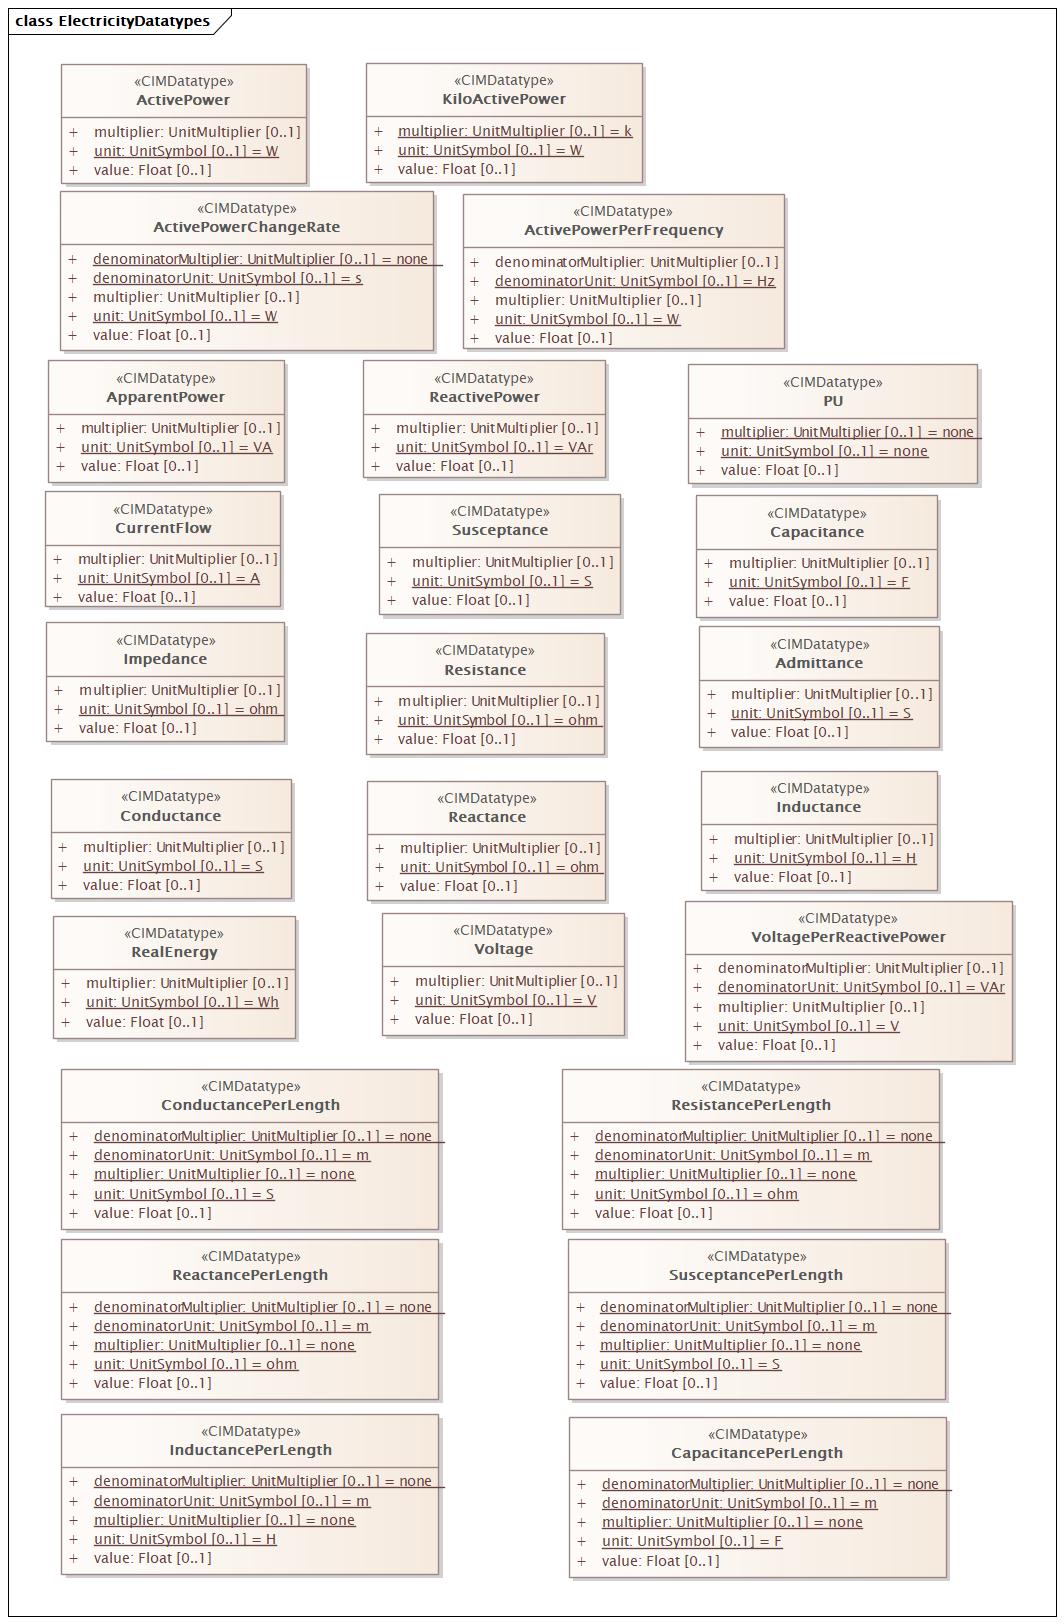 class ElectricityDatatypes
«CIMDatatype»
ActivePower
+ multiplier: UnitMultiplier [0..1]
+ unit: UnitSymbol [0..1] = W
+ value: Float [0..1]
«CIMDatatype»
KiloActivePower
+ multiplier: UnitMultiplier [0..1] = k
+ unit: UnitSymbol [0..1] = W
+ value: Float [0..1]
«CIMDatatype»
ActivePowerChangeRate
+ denominatorMultiplier: UnitMultiplier [0..1] = none
+ denominatorUnit: UnitSymbol [0..1] = s
+ multiplier: UnitMultiplier [0..1]
+ unit: UnitSymbol [0..1] = W
+ value: Float [0..1]
«CIMDatatype»
ActivePowerPerFrequency
+ denominatorMultiplier: UnitMultiplier [0..1]
+ denominatorUnit: UnitSymbol [0..1] = Hz
+ multiplier: UnitMultiplier [0..1]
+ unit: UnitSymbol [0..1] = W
+ value: Float [0..1]
«CIMDatatype»
ApparentPower
+ multiplier: UnitMultiplier [0..1]
+ unit: UnitSymbol [0..1] = VA
+ value: Float [0..1]
«CIMDatatype»
ReactivePower
+ multiplier: UnitMultiplier [0..1]
+ unit: UnitSymbol [0..1] = VAr
+ value: Float [0..1]
«CIMDatatype»
PU
+ multiplier: UnitMultiplier [0..1] = none
+ unit: UnitSymbol [0..1] = none
+ value: Float [0..1]
«CIMDatatype»
CurrentFlow
+ multiplier: UnitMultiplier [0..1]
+ unit: UnitSymbol [0..1] = A
+ value: Float [0..1]
«CIMDatatype»
Susceptance
+ multiplier: UnitMultiplier [0..1]
+ unit: UnitSymbol [0..1] = S
+ value: Float [0..1]
«CIMDatatype»
Capacitance
+ multiplier: UnitMultiplier [0..1]
+ unit: UnitSymbol [0..1] = F
+ value: Float [0..1]
«CIMDatatype»
Impedance
+ multiplier: UnitMultiplier [0..1]
+ unit: UnitSymbol [0..1] = ohm
+ value: Float [0..1]
«CIMDatatype»
Resistance
+ multiplier: UnitMultiplier [0..1]
+ unit: UnitSymbol [0..1] = ohm
+ value: Float [0..1]
«CIMDatatype»
Admittance
+ multiplier: UnitMultiplier [0..1]
+ unit: UnitSymbol [0..1] = S
+ value: Float [0..1]
«CIMDatatype»
Conductance
+ multiplier: UnitMultiplier [0..1]
+ unit: UnitSymbol [0..1] = S
+ value: Float [0..1]
«CIMDatatype»
Reactance
+ multiplier: UnitMultiplier [0..1]
+ unit: UnitSymbol [0..1] = ohm
+ value: Float [0..1]
«CIMDatatype»
Inductance
+ multiplier: UnitMultiplier [0..1]
+ unit: UnitSymbol [0..1] = H
+ value: Float [0..1]
«CIMDatatype»
RealEnergy
+ multiplier: UnitMultiplier [0..1]
+ unit: UnitSymbol [0..1] = Wh
+ value: Float [0..1]
«CIMDatatype»
Voltage
+ multiplier: UnitMultiplier [0..1]
+ unit: UnitSymbol [0..1] = V
+ value: Float [0..1]
«CIMDatatype»
VoltagePerReactivePower
+ denominatorMultiplier: UnitMultiplier [0..1]
+ denominatorUnit: UnitSymbol [0..1] = VAr
+ multiplier: UnitMultiplier [0..1]
+ unit: UnitSymbol [0..1] = V
+ value: Float [0..1]
«CIMDatatype»
ConductancePerLength
+ denominatorMultiplier: UnitMultiplier [0..1] = none
+ denominatorUnit: UnitSymbol [0..1] = m
+ multiplier: UnitMultiplier [0..1] = none
+ unit: UnitSymbol [0..1] = S
+ value: Float [0..1]
«CIMDatatype»
ResistancePerLength
+ denominatorMultiplier: UnitMultiplier [0..1] = none
+ denominatorUnit: UnitSymbol [0..1] = m
+ multiplier: UnitMultiplier [0..1] = none
+ unit: UnitSymbol [0..1] = ohm
+ value: Float [0..1]
«CIMDatatype»
ReactancePerLength
+ denominatorMultiplier: UnitMultiplier [0..1] = none
+ denominatorUnit: UnitSymbol [0..1] = m
+ multiplier: UnitMultiplier [0..1] = none
+ unit: UnitSymbol [0..1] = ohm
+ value: Float [0..1]
«CIMDatatype»
SusceptancePerLength
+ denominatorMultiplier: UnitMultiplier [0..1] = none
+ denominatorUnit: UnitSymbol [0..1] = m
+ multiplier: UnitMultiplier [0..1] = none
+ unit: UnitSymbol [0..1] = S
+ value: Float [0..1]
«CIMDatatype»
InductancePerLength
+ denominatorMultiplier: UnitMultiplier [0..1] = none
+ denominatorUnit: UnitSymbol [0..1] = m
+ multiplier: UnitMultiplier [0..1] = none
+ unit: UnitSymbol [0..1] = H
+ value: Float [0..1]
«CIMDatatype»
CapacitancePerLength
+ denominatorMultiplier: UnitMultiplier [0..1] = none
+ denominatorUnit: UnitSymbol [0..1] = m
+ multiplier: UnitMultiplier [0..1] = none
+ unit: UnitSymbol [0..1] = F
+ value: Float [0..1]